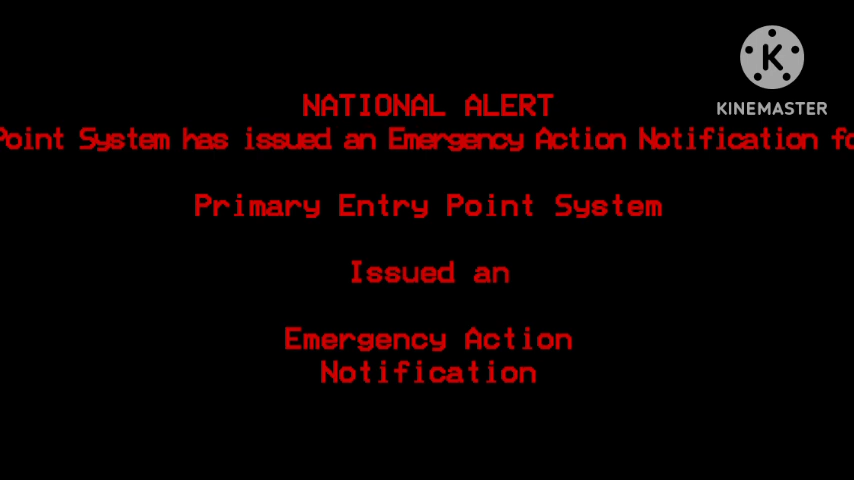 KINEMASTER
NATIONAL ALERT
Point System has issued an Emergency Action Notification
Primary Entry Point System
Issued an
Emergency Action
Notification